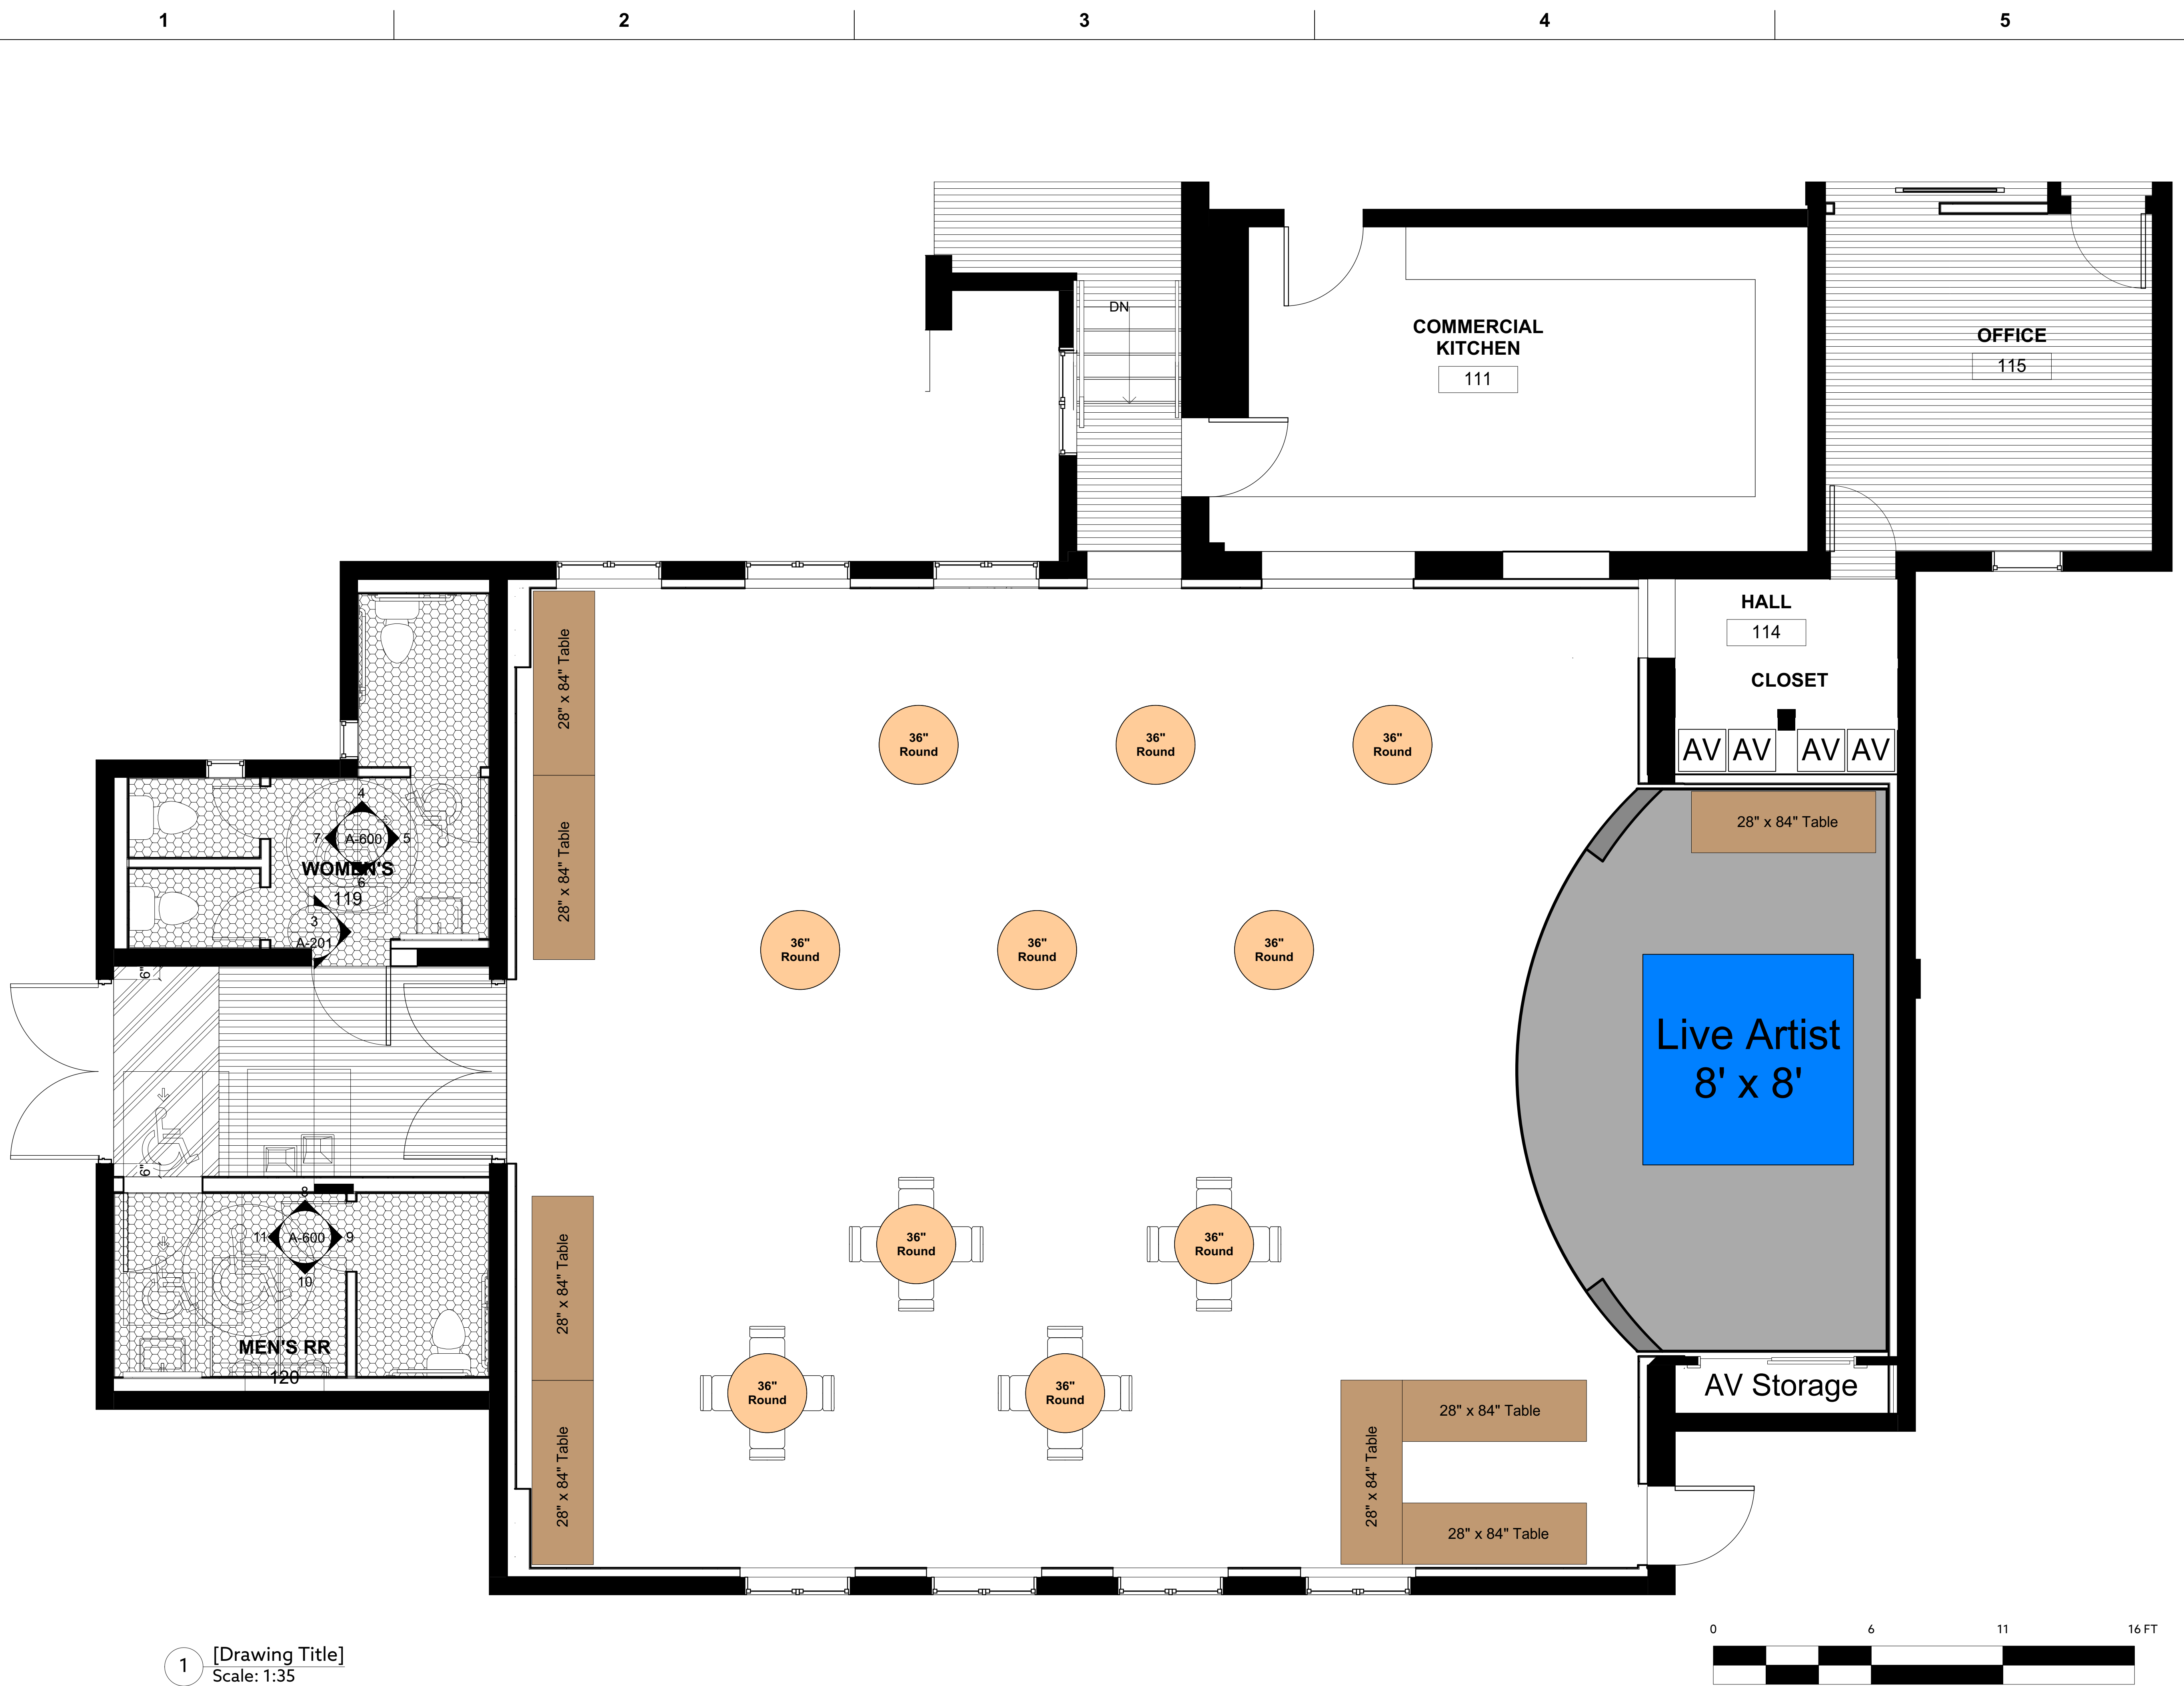 1 2 3 4 5
DN
COMMERCIAL
KITCHEN
111
OFFICE
115
HALL
114
CLOSET
AV AV AV AV
28" x 84" Table
28" x 84" Table
36"
Round
36"
Round
36"
Round
28" x 84" Table
4
7 A-600 5
6
WOMEN'S
119
3
A-201
36"
Round
36"
Round
36"
Round
6"
6"
Live Artist
8' x 8'
8
11 A-600 9
10
MEN'S RR
120
28" x 84" Table
28" x 84" Table
36"
Round
36"
Round
36"
Round
36"
Round
AV Storage
28" x 84" Table
28" x 84" Table
28" x 84" Table
1
[Drawing Title]
Scale: 1:35
0 6 11 16 FT